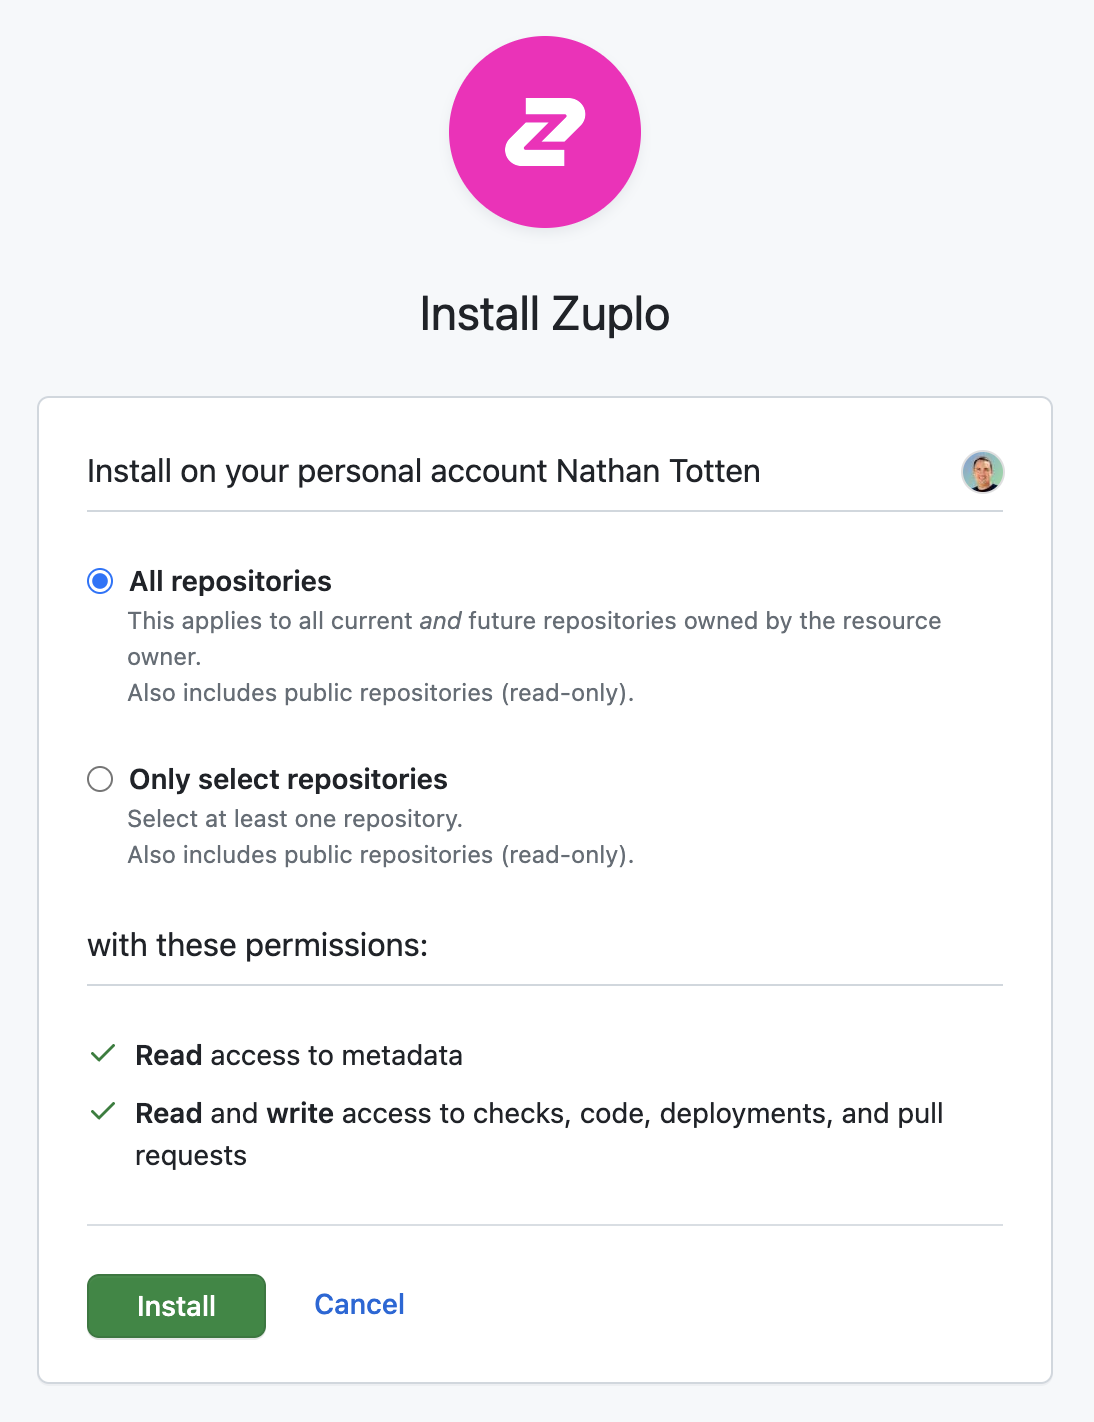 Install Zuplo
Install on your personal account Nathan Totten
All repositories
This applies to all current and future repositories owned by the resource
owner.
Also includes public repositories (read-only).
Only select repositories
Select at least one repository.
Also includes public repositories (read-only).
with these permissions:
Read access to metadata
Read and write access to checks, code, deployments, and pull
requests
Install
Cancel